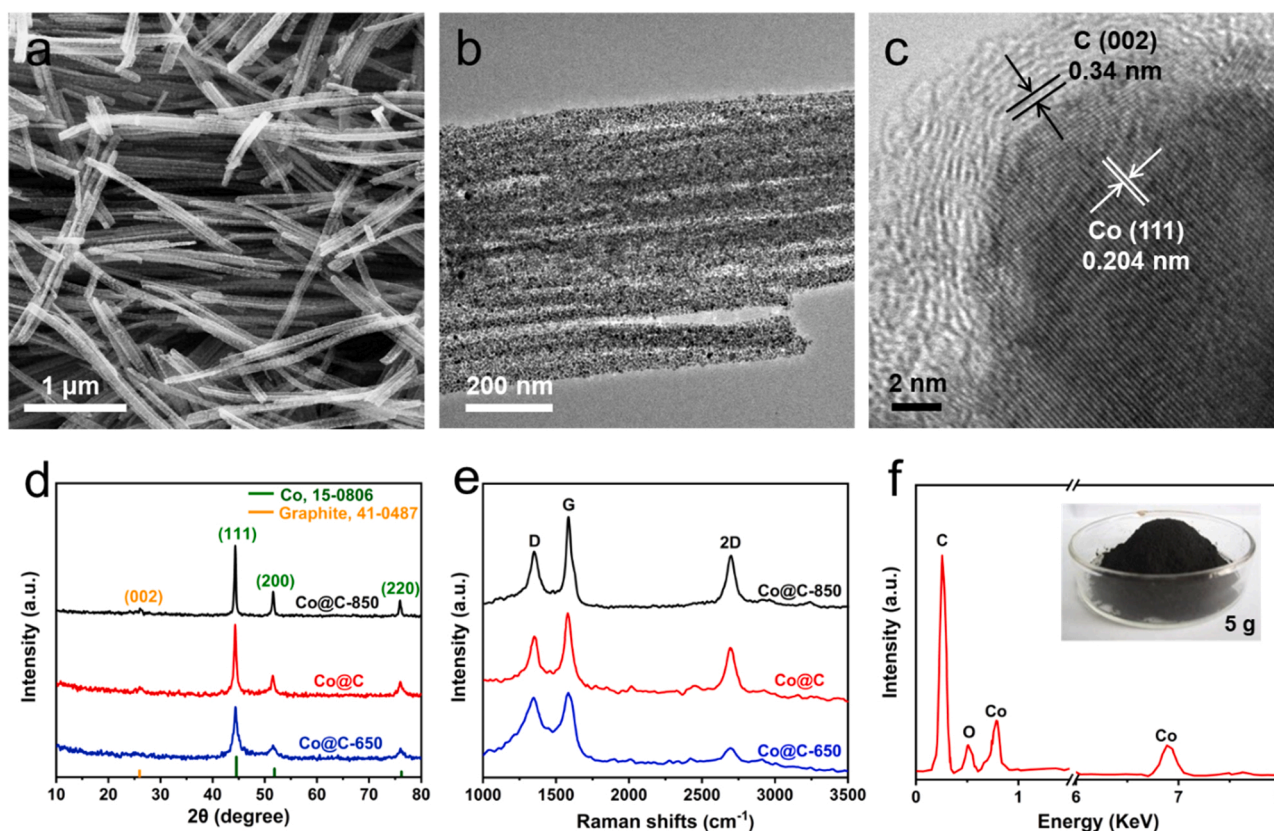 a
1 μm
b
200 nm
c
C (002)
0.34 nm
Co (111)
0.204 nm
2 nm
d
Co, 15-0806
Graphite, 41-0487
(111)
(002)
(200)
(220)
Co@C-850
Co@C
Co@C-650
Intensity (a.u.)
10 20 30 40 50 60 70 80
2θ (degree)
e
D
G
2D
Co@C-850
Co@C
Co@C-650
Intensity (a.u.)
1000 1500 2000 2500 3000 3500
Raman shifts (cm⁻¹)
f
C
O
Co
Co
5 g
Intensity (a.u.)
0 1 6 7
Energy (KeV)